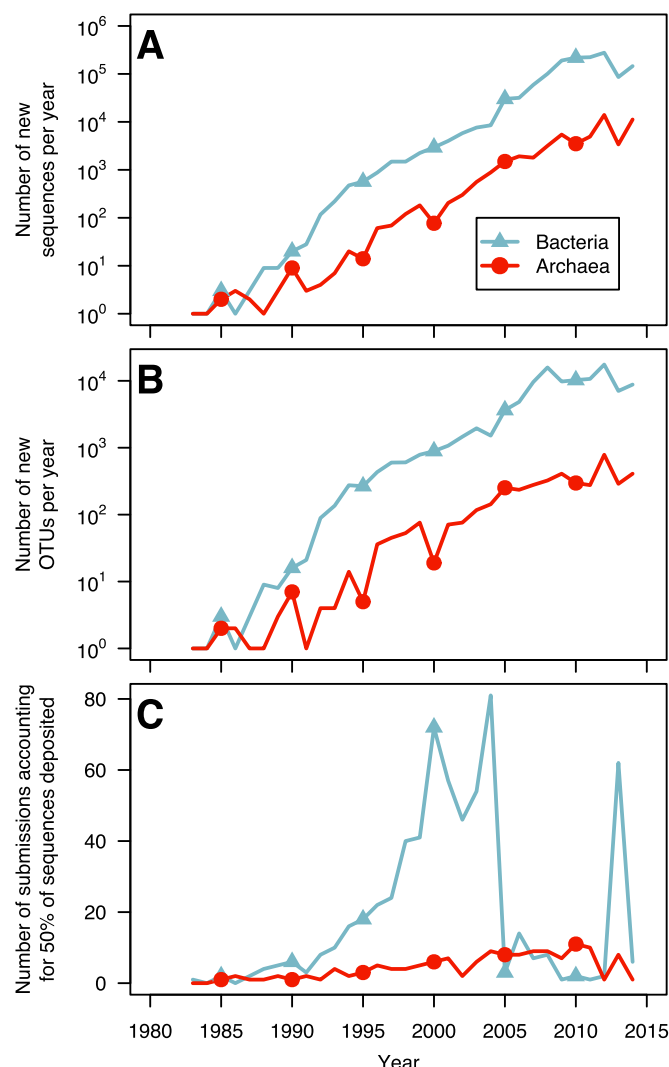 A
Number of new
sequences per year
10^6
10^5
10^4
10^3
10^2
10^1
10^0
Bacteria
Archaea
B
Number of new
OTUs per year
10^4
10^3
10^2
10^1
10^0
C
Number of submissions accounting
for 50% of sequences deposited
80
60
40
20
0
1980 1985 1990 1995 2000 2005 2010 2015
Year